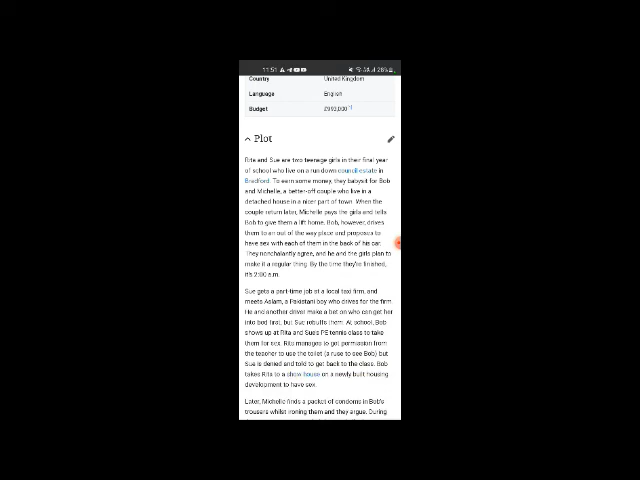 11:51
28%
Country United Kingdom
Language English
Budget £993,000
Plot
Rita and Sue are two teenage girls in their final year
of school who live on a run down council estate in
Bradford. To earn some money, they babysit for Bob
and Michelle, a better-off couple who live in a
detached house in a nicer part of town. When the
couple return later, Michelle pays the girls and tells
Bob to give them a lift home. Bob, however, drives
them to an out of the way place and proposes to
have sex with each of them in the back of his car.
They nonchalantly agree, and he and the girls plan to
make it a regular thing. By the time they're finished,
it's 2:00 a.m.
Sue gets a part-time job at a local taxi firm, and
meets Aslam, a Pakistani boy who drives for the firm.
He and another driver make a bet on who can get her
into bed first, but Sue rebuffs them. At school, Bob
shows up at Rita and Sue's PE tennis class to
take them for sex. Rita manages to get permission from
the teacher to use the toilet (a ruse to see Bob) but
Sue is denied and told to get back to the class. Bob
takes Rita to a show house on a newly built housing
development to have sex.
Later, Michelle finds a packet of condoms in Bob's
trousers whilst ironing them and they argue. During